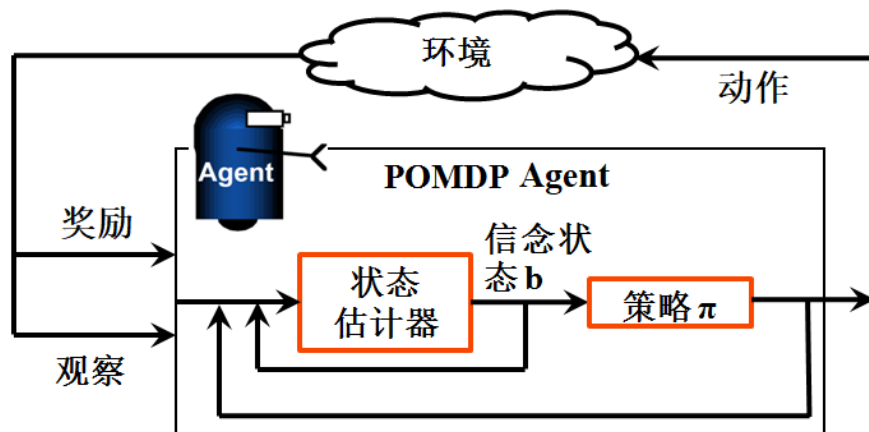 环境
动作
Agent
POMDP Agent
奖励
信念状
态 b
状态
估计器
策略 π
观察